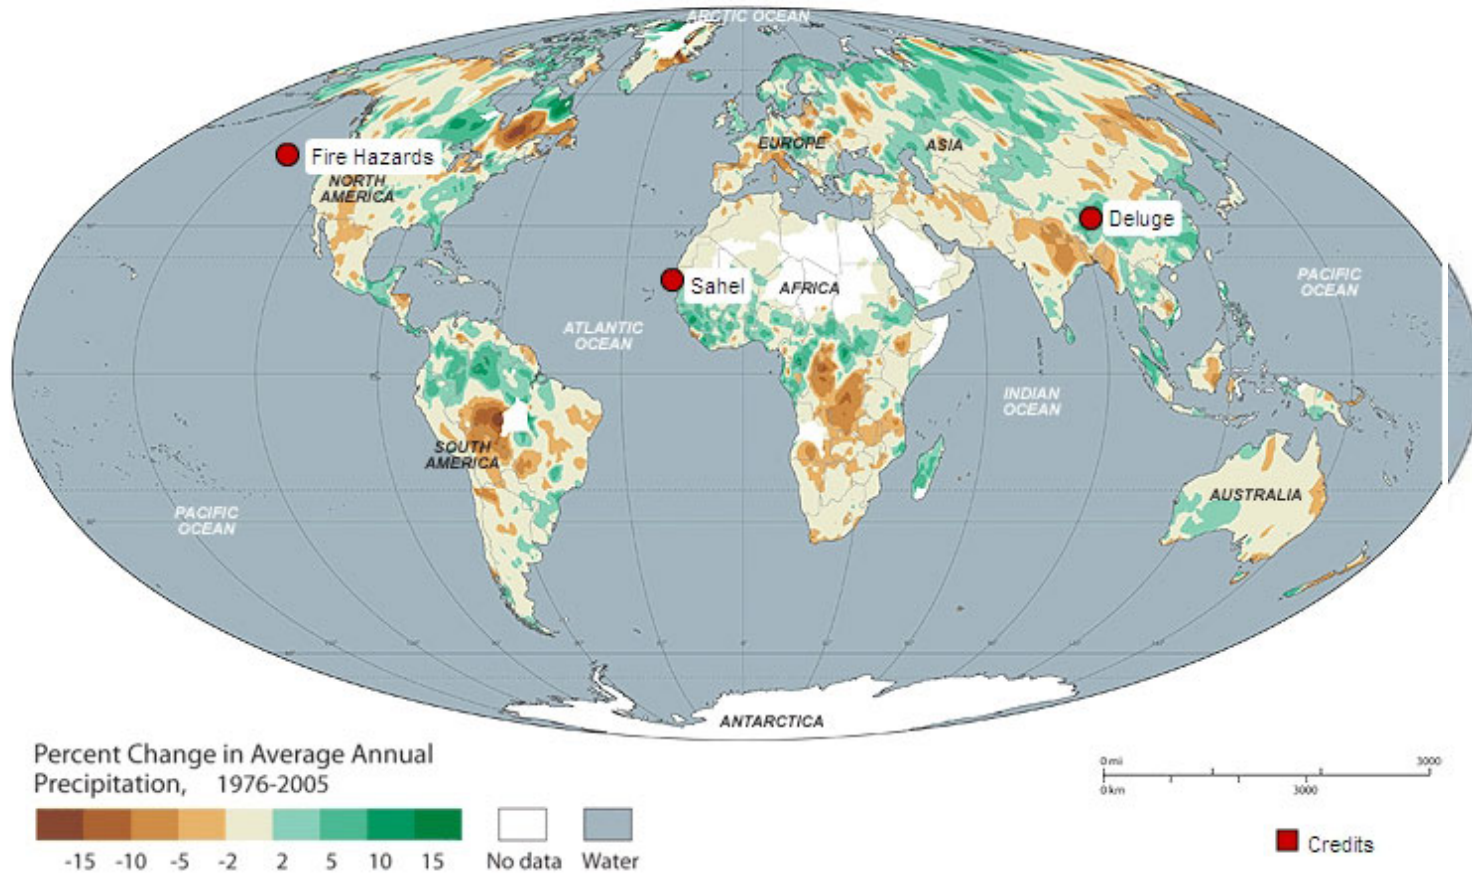 ARCTIC OCEAN
Fire Hazards
NORTH
AMERICA
EUROPE
ASIA
Deluge
Sahel
AFRICA
PACIFIC
OCEAN
ATLANTIC
OCEAN
INDIAN
OCEAN
SOUTH
AMERICA
AUSTRALIA
PACIFIC
OCEAN
ANTARCTICA
Percent Change in Average Annual
Precipitation, 1976-2005
-15 -10 -5 -2 2 5 10 15 No data Water
0 mi 3000
0 km 3000
Credits